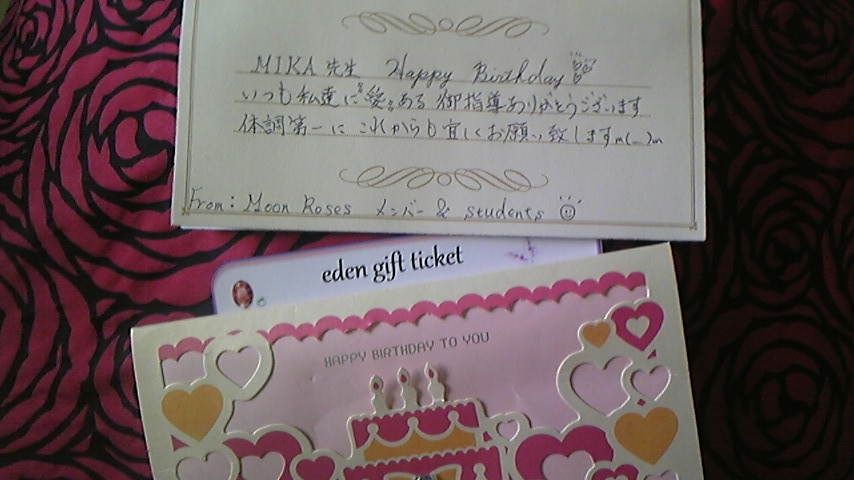 MIKA 先生 Happy Birthday
いつも私達に愛ある御指導ありがとうございます
体調第一に これからも宜しくお願い致しますm(_ _)m
From: Moon Roses メンバー & students
eden gift ticket
HAPPY BIRTHDAY TO YOU